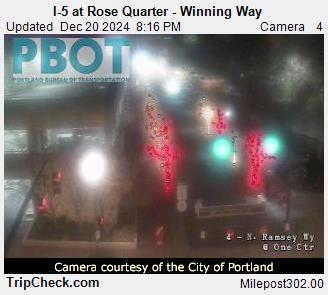 I-5 at Rose Quarter - Winning Way
Updated Dec 20 2024 8:16 PM Camera 4
PBOT
PORTLAND BUREAU OF TRANSPORTATION
4 - N. Ramsey Wy
@ One Ctr
Camera courtesy of the City of Portland
TripCheck.com Milepost302.00